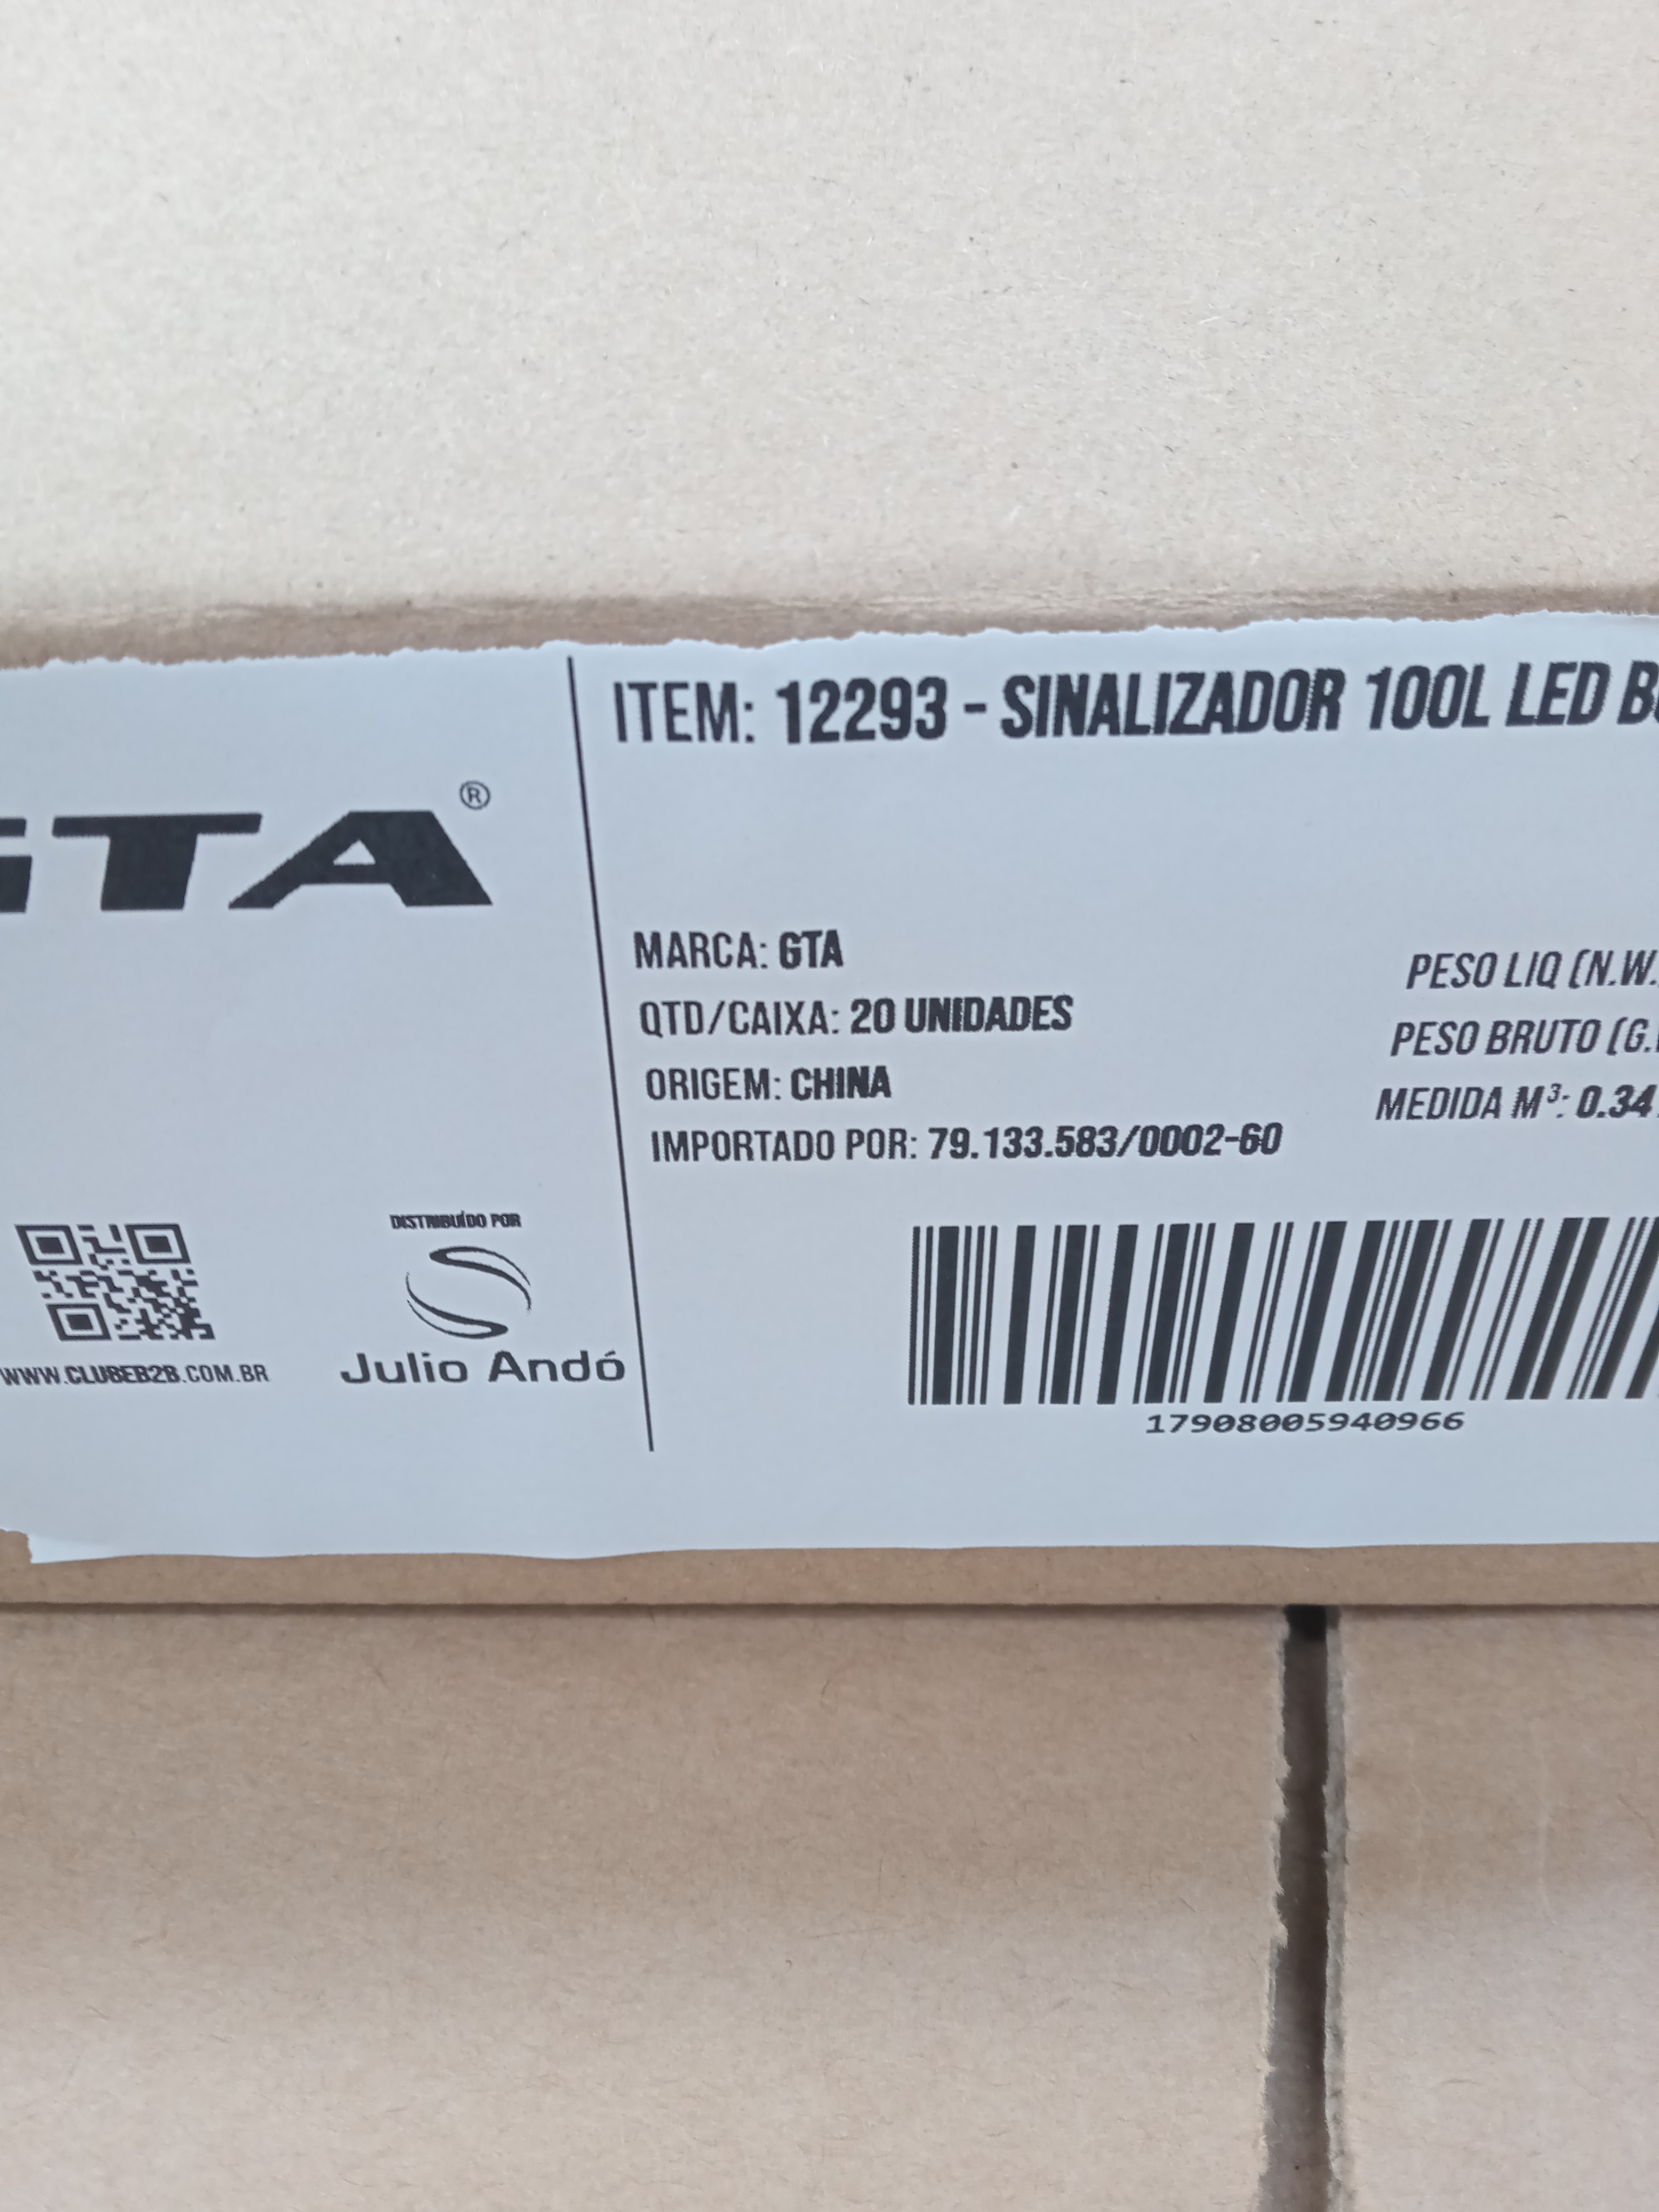 ITEM: 12293 - SINALIZADOR 100L LED
TA®
MARCA: GTA
QTD/CAIXA: 20 UNIDADES
ORIGEM: CHINA
IMPORTADO POR: 79.133.583/0002-60
PESO LIQ (N.W.
PESO BRUTO (G.
MEDIDA M³: 0.34
DISTRIBUÍDO POR
Julio Andó
WWW.CLUBEB2B.COM.BR
17908005940966